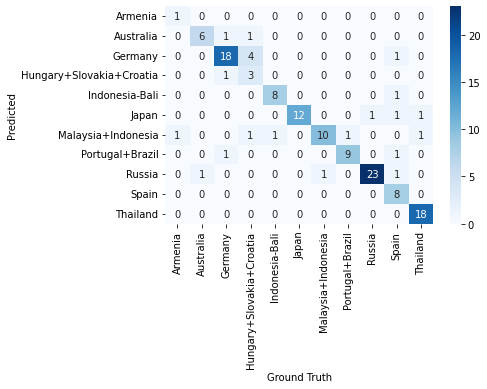 Armenia 1 0 0 0 0 0 0 0 0 0 0
Australia 0 6 1 1 0 0 0 0 0 0 0
Germany 0 0 18 4 0 0 0 0 0 1 0
Hungary+Slovakia+Croatia 0 0 1 3 0 0 0 0 0 0 0
Indonesia-Bali 0 0 0 0 8 0 0 0 0 1 0
Japan 0 0 0 0 0 12 0 0 1 1 1
Malaysia+Indonesia 1 0 0 1 1 0 10 1 0 0 1
Portugal+Brazil 0 0 1 0 0 0 0 9 0 1 0
Russia 0 1 0 0 0 0 1 0 23 1 0
Spain 0 0 0 0 0 0 0 0 0 8 0
Thailand 0 0 0 0 0 0 0 0 0 0 18
Predicted
Armenia
Australia
Germany
Hungary+Slovakia+Croatia
Indonesia-Bali
Japan
Malaysia+Indonesia
Portugal+Brazil
Russia
Spain
Thailand
Ground Truth
20
15
10
5
0